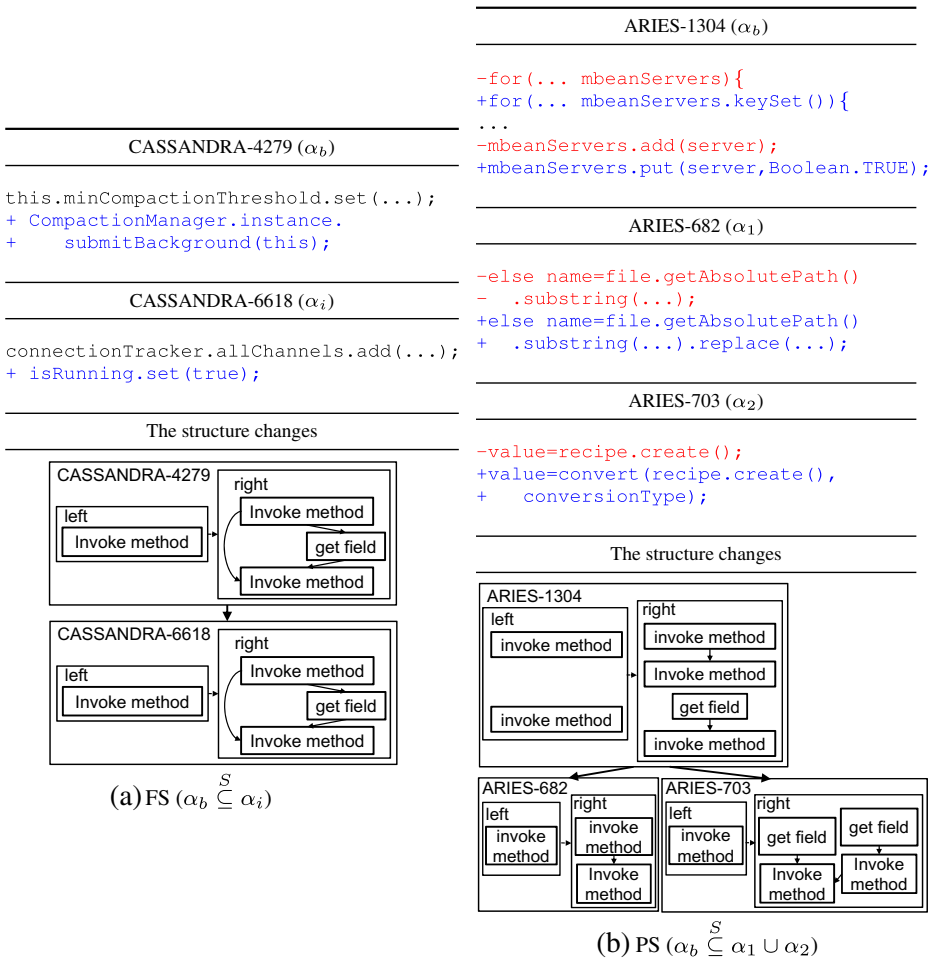 CASSANDRA-4279 (αb)
this.minCompactionThreshold.set(...);
+ CompactionManager.instance.
+    submitBackground(this);
CASSANDRA-6618 (αi)
connectionTracker.allChannels.add(...);
+ isRunning.set(true);
The structure changes
CASSANDRA-4279
left
Invoke method
right
Invoke method
get field
Invoke method
CASSANDRA-6618
left
Invoke method
right
Invoke method
get field
Invoke method
(a) FS (αb ⊆S αi)
ARIES-1304 (αb)
-for(... mbeanServers){
+for(... mbeanServers.keySet()){
...
-mbeanServers.add(server);
+mbeanServers.put(server,Boolean.TRUE);
ARIES-682 (α1)
-else name=file.getAbsolutePath()
-  .substring(...);
+else name=file.getAbsolutePath()
+  .substring(...).replace(...);
ARIES-703 (α2)
-value=recipe.create();
+value=convert(recipe.create(),
+   conversionType);
The structure changes
ARIES-1304
left
invoke method
invoke method
right
invoke method
Invoke method
get field
invoke method
ARIES-682
left
invoke
method
right
invoke
method
Invoke
method
ARIES-703
left
invoke
method
right
get field
get field
Invoke
method
Invoke
method
(b) PS (αb ⊆S α1 ∪ α2)